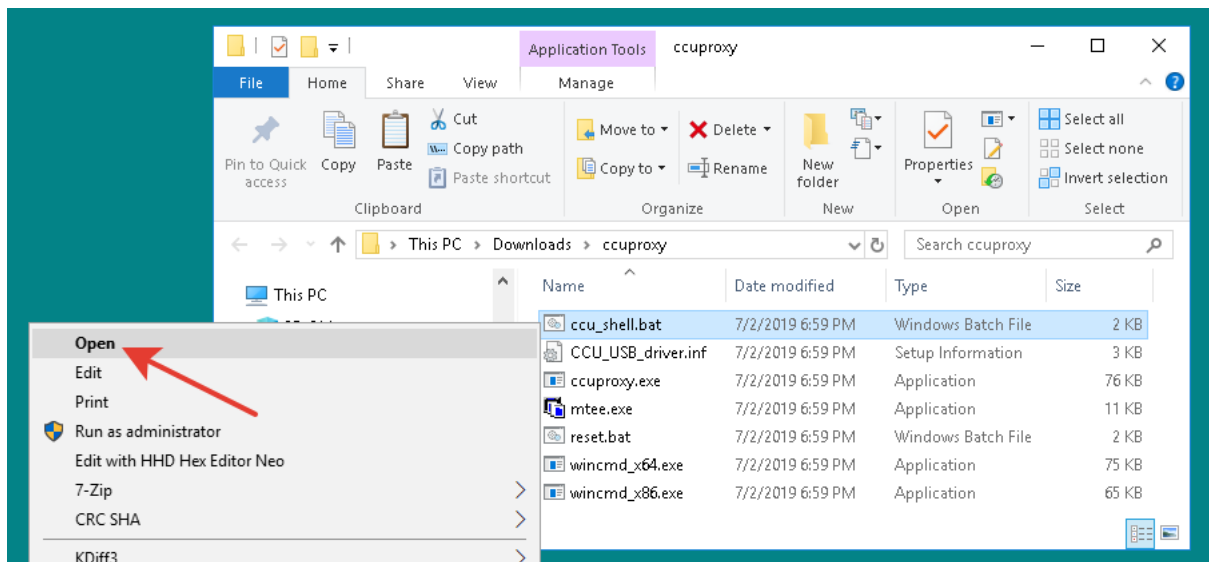 Application Tools ccuproxy
File Home Share View Manage
Pin to Quick access
Copy
Paste
Cut
Copy path
Paste shortcut
Clipboard
Move to
Copy to
Delete
Rename
Organize
New folder
New
Properties
Open
Select all
Select none
Invert selection
Select
This PC > Downloads > ccuproxy
Search ccuproxy
This PC
Name Date modified Type Size
ccu_shell.bat 7/2/2019 6:59 PM Windows Batch File 2 KB
CCU_USB_driver.inf 7/2/2019 6:59 PM Setup Information 3 KB
ccuproxy.exe 7/2/2019 6:59 PM Application 76 KB
mtee.exe 7/2/2019 6:59 PM Application 11 KB
reset.bat 7/2/2019 6:59 PM Windows Batch File 2 KB
wincmd_x64.exe 7/2/2019 6:59 PM Application 75 KB
wincmd_x86.exe 7/2/2019 6:59 PM Application 65 KB
Open
Edit
Print
Run as administrator
Edit with HHD Hex Editor Neo
7-Zip
CRC SHA
KDiff3